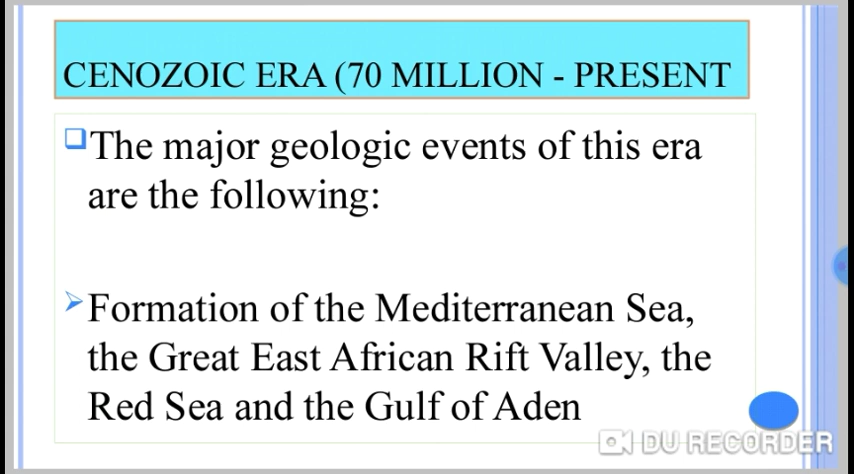 CENOZOIC ERA (70 MILLION - PRESENT
The major geologic events of this era
are the following:
Formation of the Mediterranean Sea,
the Great East African Rift Valley, the
Red Sea and the Gulf of Aden
DU RECORDER